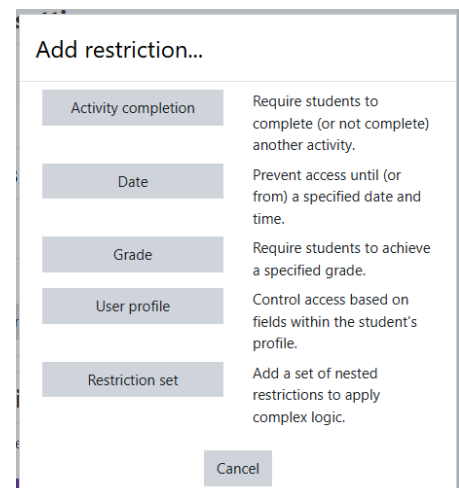 Add restriction...
Activity completion
Require students to
complete (or not complete)
another activity.
Date
Prevent access until (or
from) a specified date and
time.
Grade
Require students to achieve
a specified grade.
User profile
Control access based on
fields within the student's
profile.
Restriction set
Add a set of nested
restrictions to apply
complex logic.
Cancel